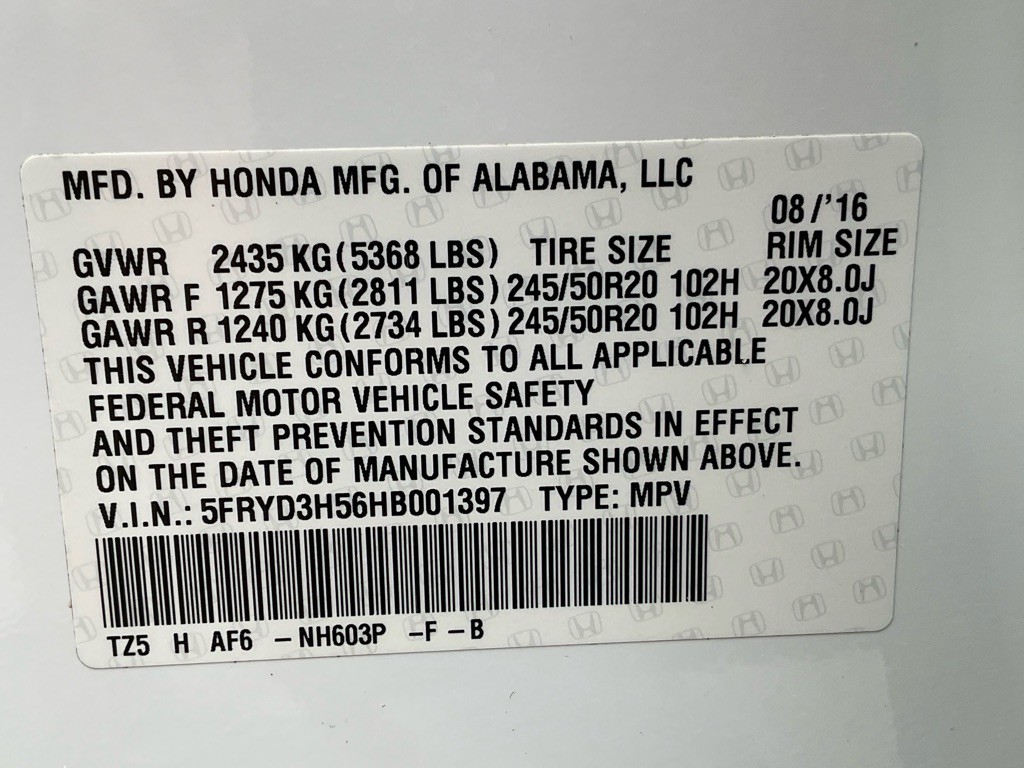 MFD. BY HONDA MFG. OF ALABAMA, LLC
08/'16
GVWR 2435 KG(5368 LBS) TIRE SIZE RIM SIZE
GAWR F 1275 KG(2811 LBS)245/50R20 102H 20X8.0J
GAWR R 1240 KG(2734 LBS)245/50R20 102H 20X8.0J
THIS VEHICLE CONFORMS TO ALL APPLICABLE
FEDERAL MOTOR VEHICLE SAFETY
AND THEFT PREVENTION STANDARDS IN EFFECT
ON THE DATE OF MANUFACTURE SHOWN ABOVE.
V.I.N.: 5FRYD3H56HB001397 TYPE: MPV
TZ5 H AF6 -NH603P -F-B